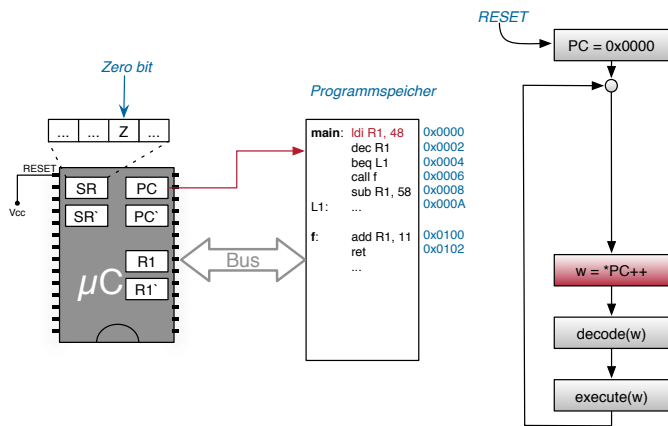 Zero bit
... ... Z ...
RESET
Vcc
SR PC
SR` PC`
R1
R1`
µC
Bus
Programmspeicher
main: ldi R1, 48 0x0000
dec R1 0x0002
beq L1 0x0004
call f 0x0006
sub R1, 58 0x0008
L1: ... 0x000A
f: add R1, 11 0x0100
ret 0x0102
...
RESET
PC = 0x0000
w = *PC++
decode(w)
execute(w)